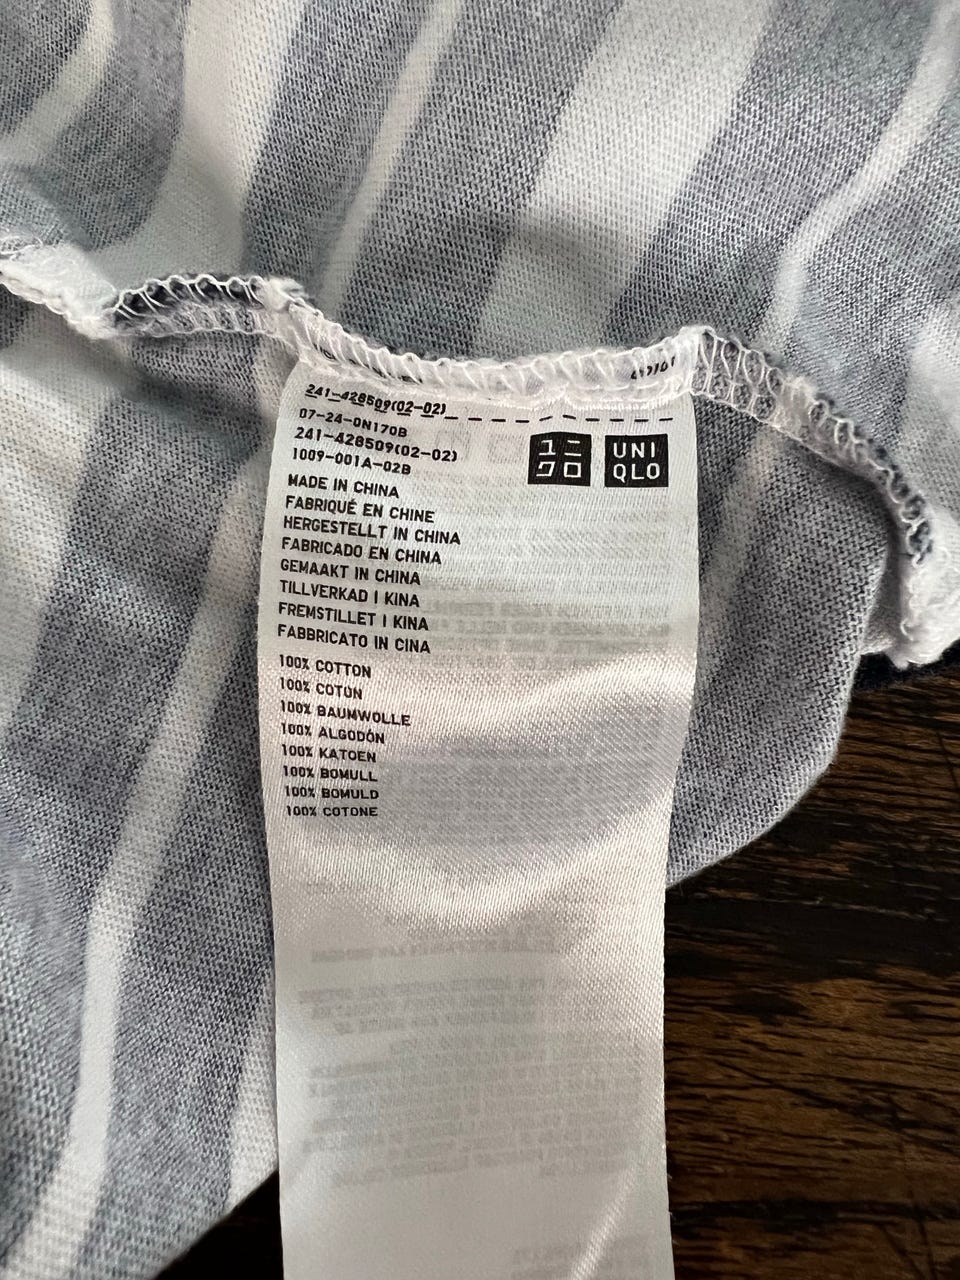 241-428509(02-02)
07-24-0N170B
241-428509(02-02)
1009-001A-02B
ユニ
クロ
UNI
QLO
MADE IN CHINA
FABRIQUÉ EN CHINE
HERGESTELLT IN CHINA
FABRICADO EN CHINA
GEMAAKT IN CHINA
TILLVERKAD I KINA
FREMSTILLET I KINA
FABBRICATO IN CINA
100% COTTON
100% COTON
100% BAUMWOLLE
100% ALGODÓN
100% KATOEN
100% BOMULL
100% BOMULD
100% COTONE